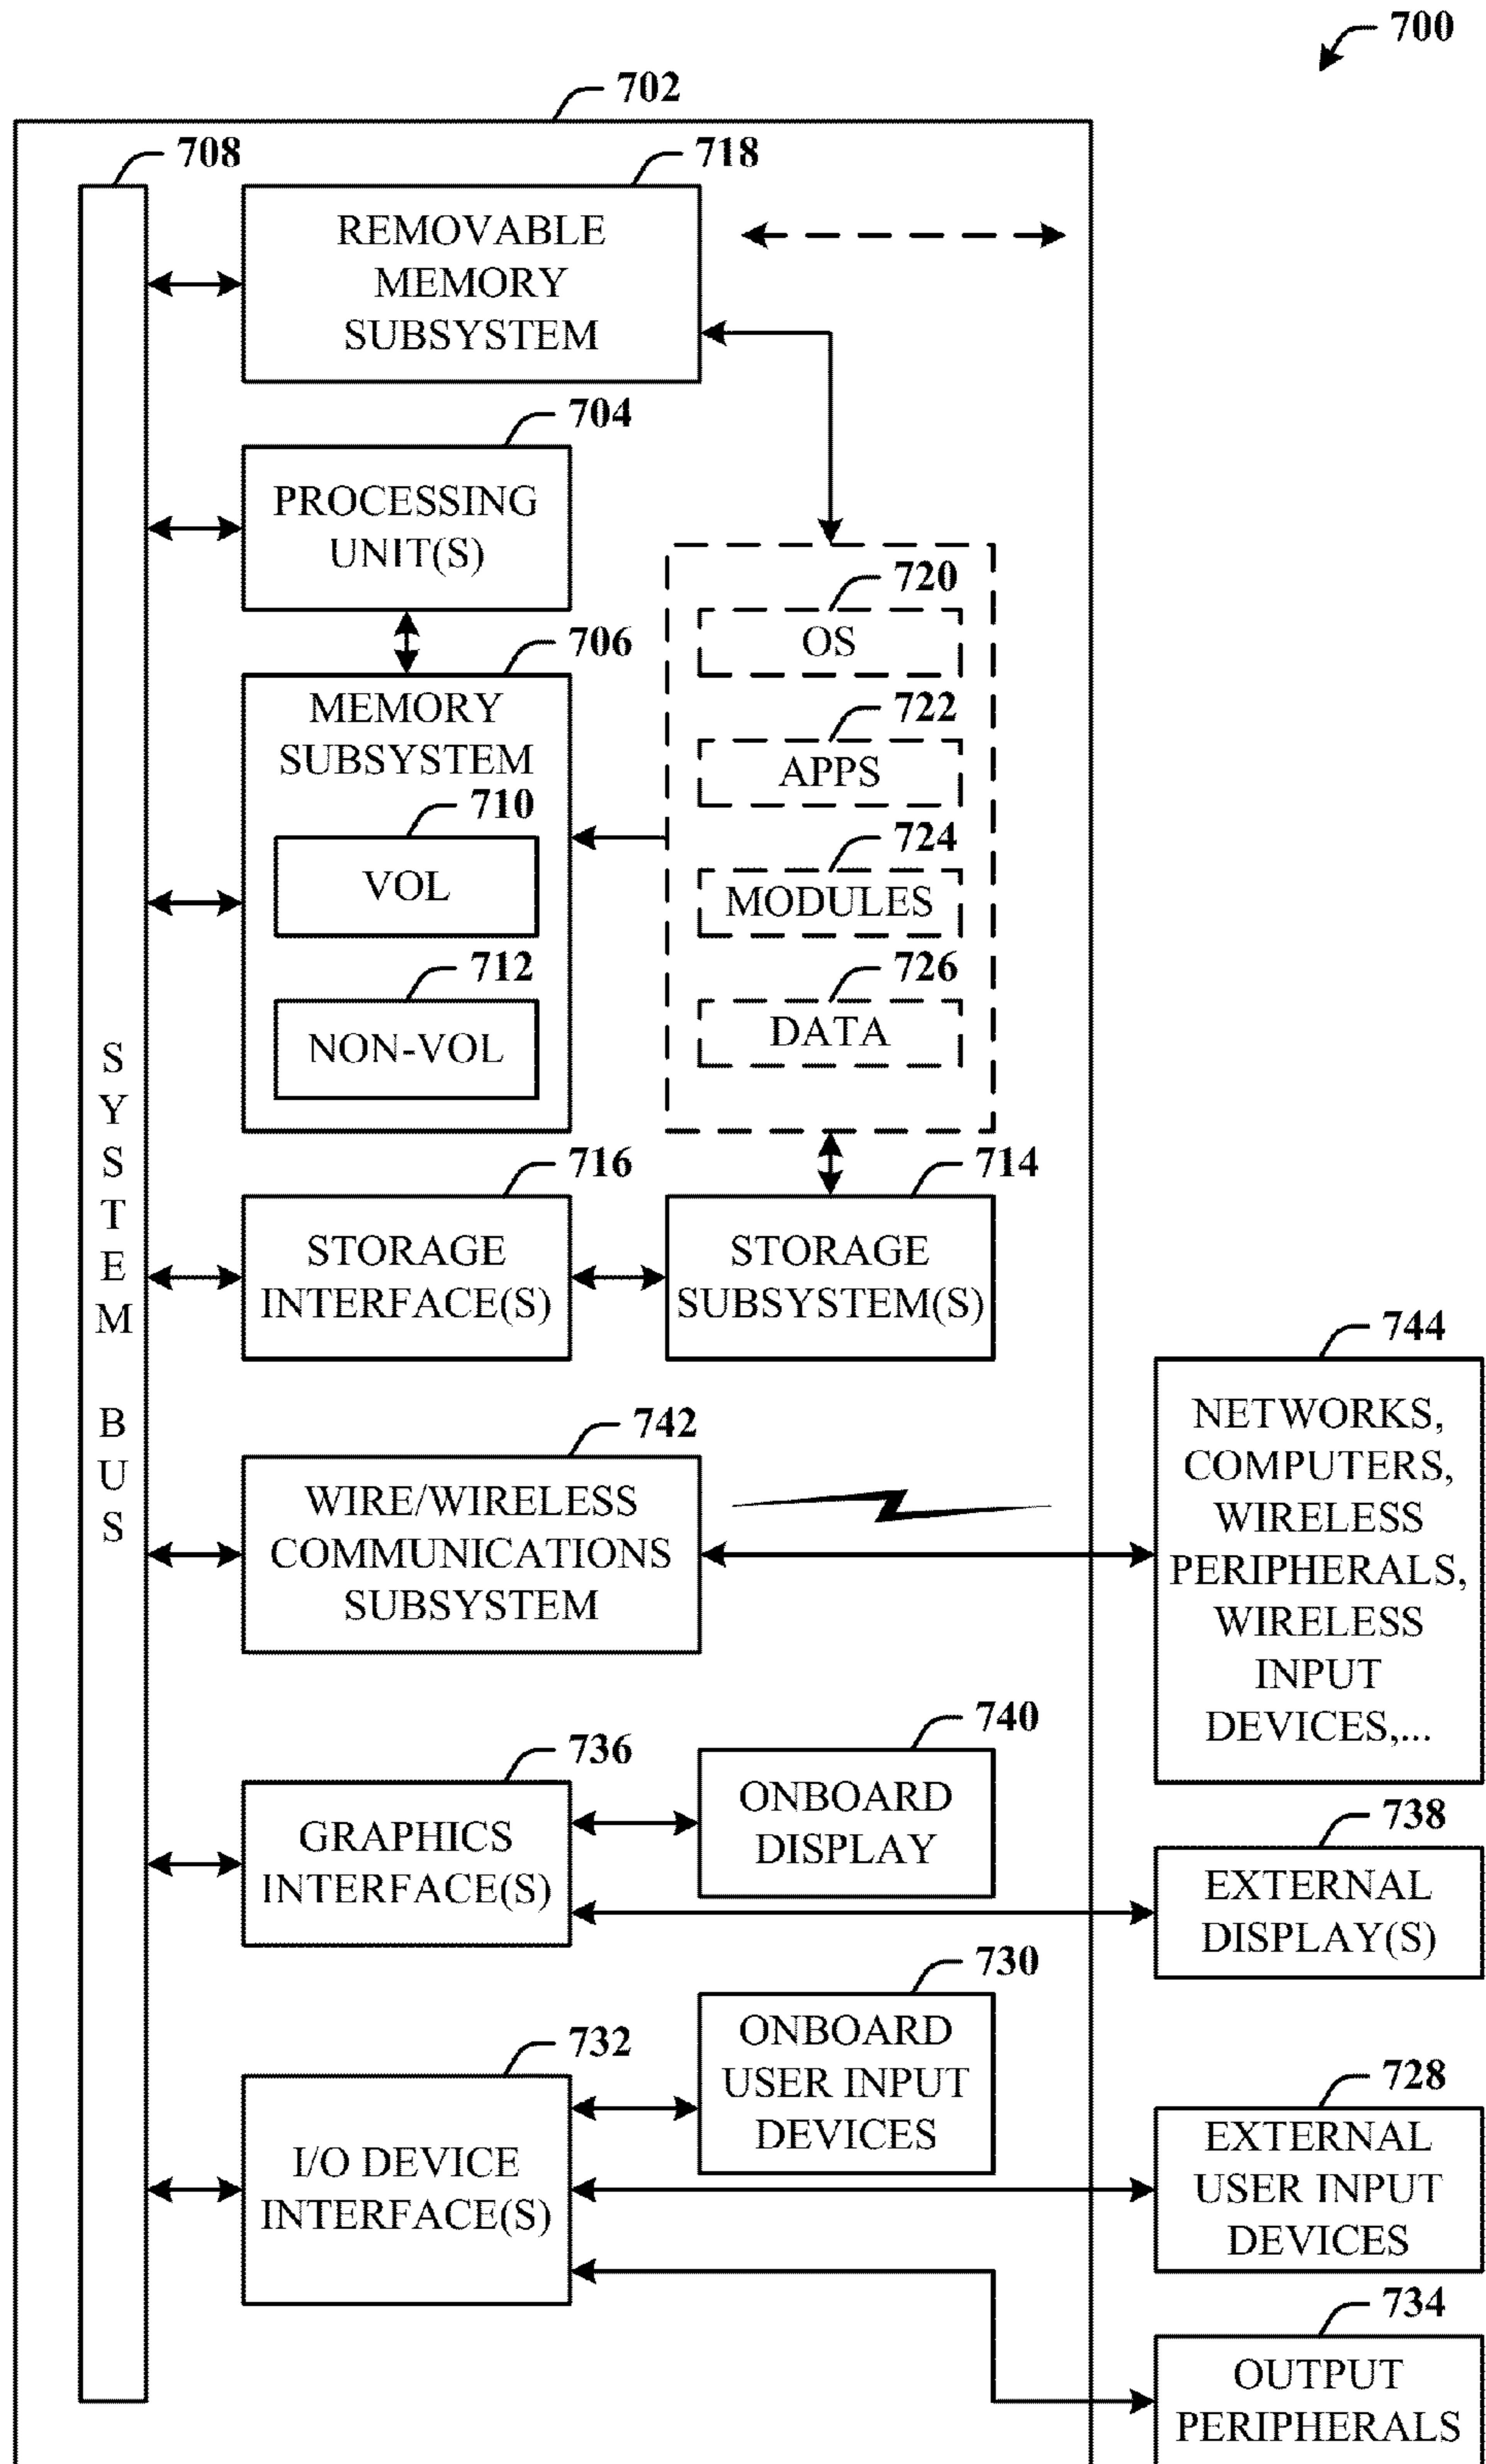 700
702
708
718
REMOVABLE
MEMORY
SUBSYSTEM
704
PROCESSING
UNIT(S)
706
MEMORY
SUBSYSTEM
710
VOL
712
NON-VOL
720
OS
722
APPS
724
MODULES
726
DATA
SYSTEM BUS
716
STORAGE
INTERFACE(S)
714
STORAGE
SUBSYSTEM(S)
742
WIRE/WIRELESS
COMMUNICATIONS
SUBSYSTEM
744
NETWORKS,
COMPUTERS,
WIRELESS
PERIPHERALS,
WIRELESS
INPUT
DEVICES,...
736
GRAPHICS
INTERFACE(S)
740
ONBOARD
DISPLAY
738
EXTERNAL
DISPLAY(S)
732
I/O DEVICE
INTERFACE(S)
730
ONBOARD
USER INPUT
DEVICES
728
EXTERNAL
USER INPUT
DEVICES
734
OUTPUT
PERIPHERALS